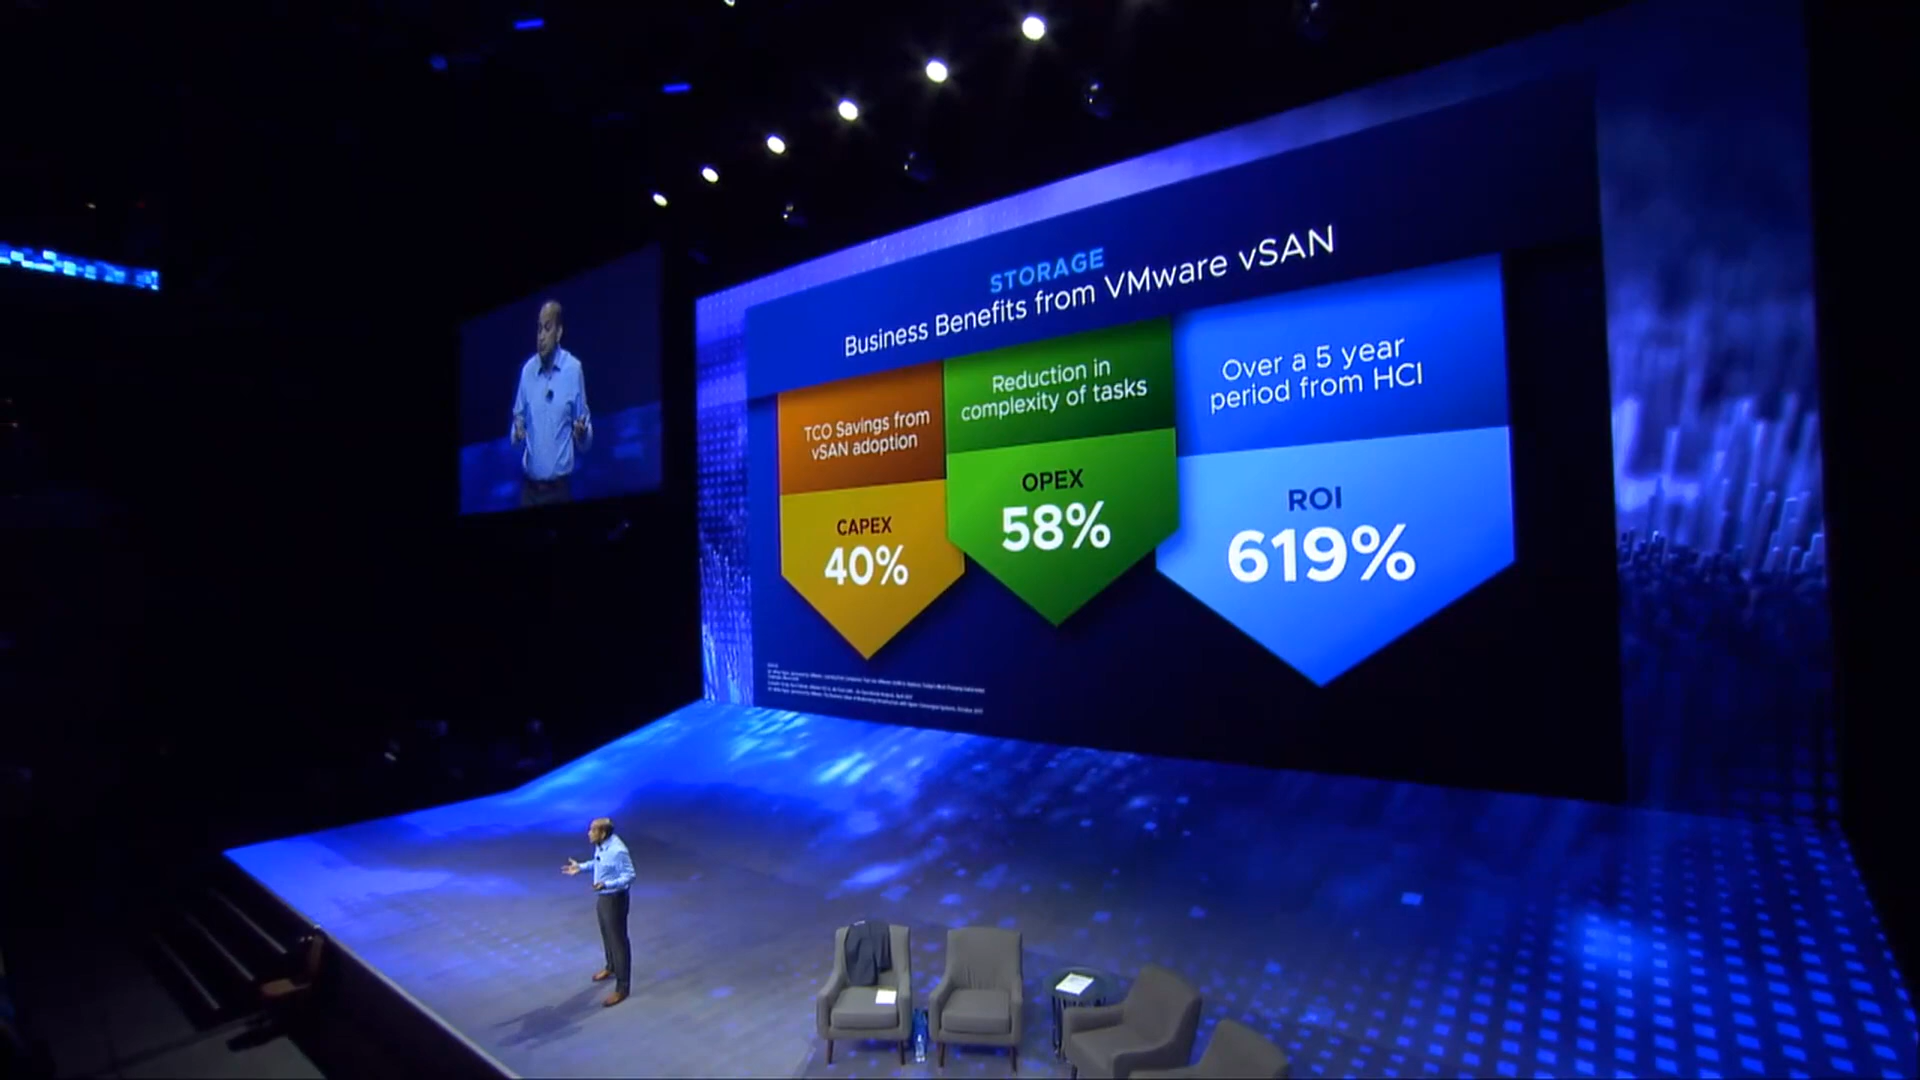 STORAGE
Business Benefits from VMware vSAN
TCO Savings from
vSAN adoption
CAPEX
40%
Reduction in
complexity of tasks
OPEX
58%
Over a 5 year
period from HCI
ROI
619%